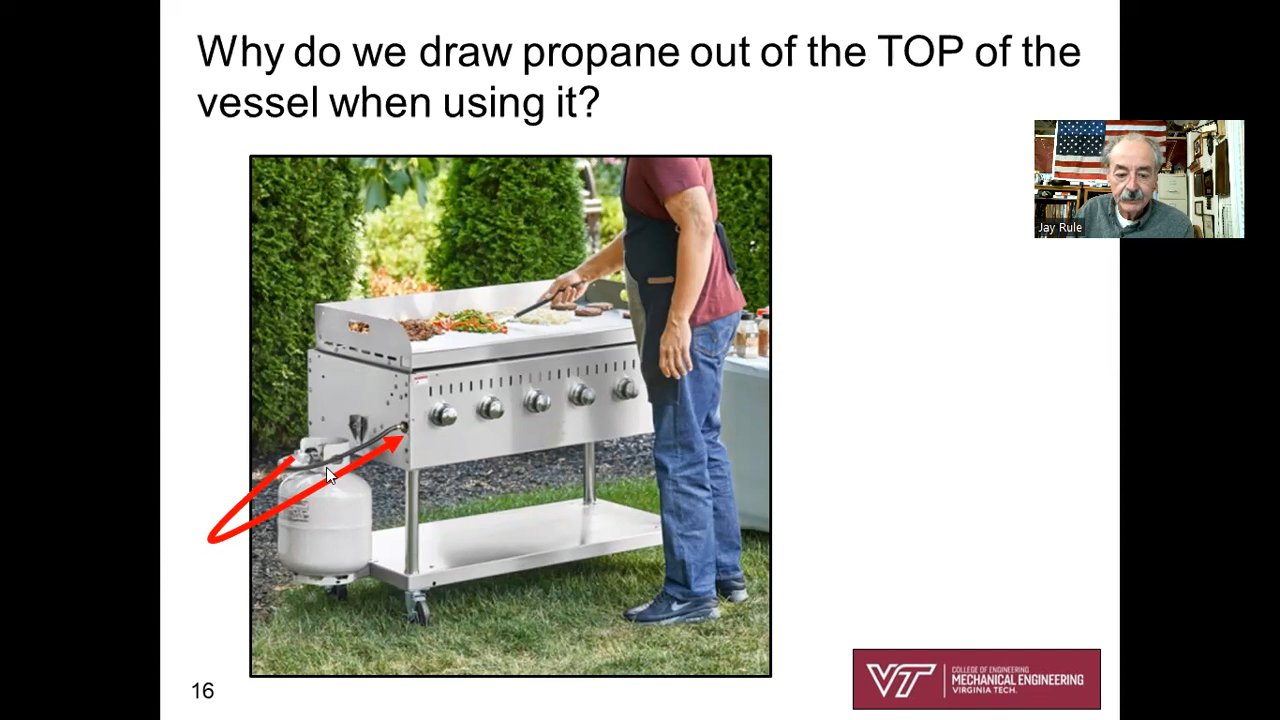 Why do we draw propane out of the TOP of the
vessel when using it?
Jay Rule
16
VT
COLLEGE OF ENGINEERING
MECHANICAL ENGINEERING
VIRGINIA TECH.